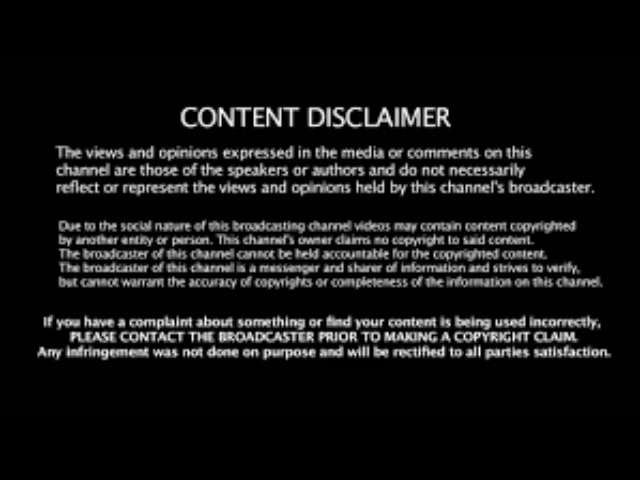 CONTENT DISCLAIMER
The views and opinions expressed in the media or comments on this
channel are those of the speakers or authors and do not necessarily
reflect or represent the views and opinions held by this channel's broadcaster.
Due to the social nature of this broadcasting channel videos may contain content copyrighted
by another entity or person. This channel's owner claims no copyright to said content.
The broadcaster of this channel cannot be held accountable for the copyrighted content.
The broadcaster of this channel is a messenger and sharer of information and strives to verify,
but cannot warrant the accuracy of copyrights or completeness of the information on this channel.
If you have a complaint about something or find your content is being used incorrectly,
PLEASE CONTACT THE BROADCASTER PRIOR TO MAKING A COPYRIGHT CLAIM.
Any infringement was not done on purpose and will be rectified to all parties satisfaction.